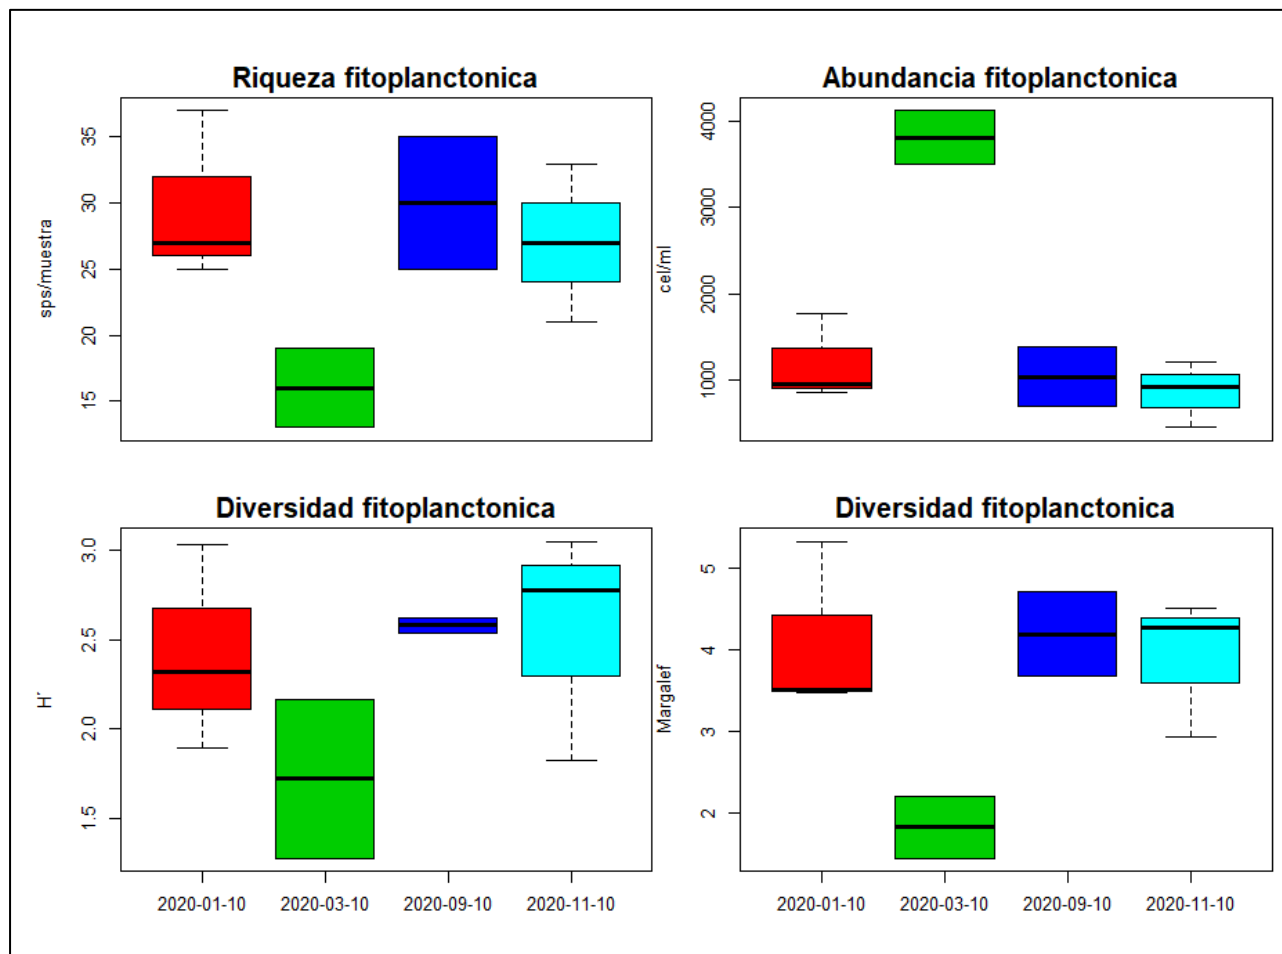 Riqueza fitoplanctonica
sps/muestra
35
30
25
20
15
Abundancia fitoplanctonica
cel/ml
4000
3000
2000
1000
Diversidad fitoplanctonica
H´
3.0
2.5
2.0
1.5
2020-01-10 2020-03-10 2020-09-10 2020-11-10
Diversidad fitoplanctonica
Margalef
5
4
3
2
2020-01-10 2020-03-10 2020-09-10 2020-11-10